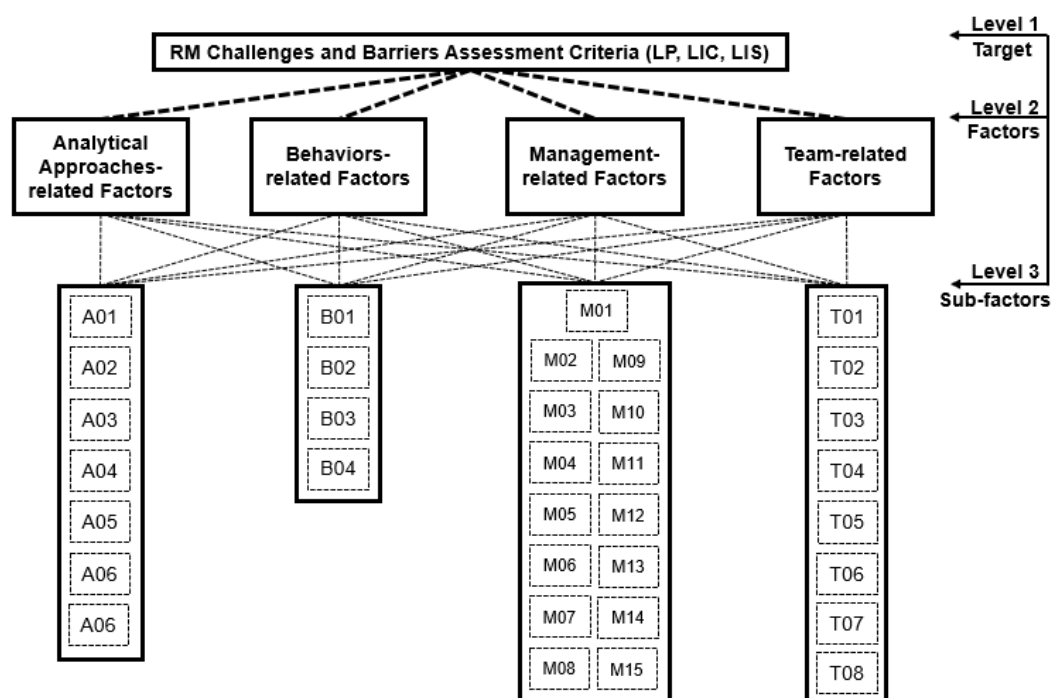 Level 1
Target
RM Challenges and Barriers Assessment Criteria (LP, LIC, LIS)
Level 2
Factors
Analytical
Approaches-
related Factors
Behaviors-
related Factors
Management-
related Factors
Team-related
Factors
Level 3
Sub-factors
A01
A02
A03
A04
A05
A06
A06
B01
B02
B03
B04
M01
M02
M09
M03
M10
M04
M11
M05
M12
M06
M13
M07
M14
M08
M15
T01
T02
T03
T04
T05
T06
T07
T08